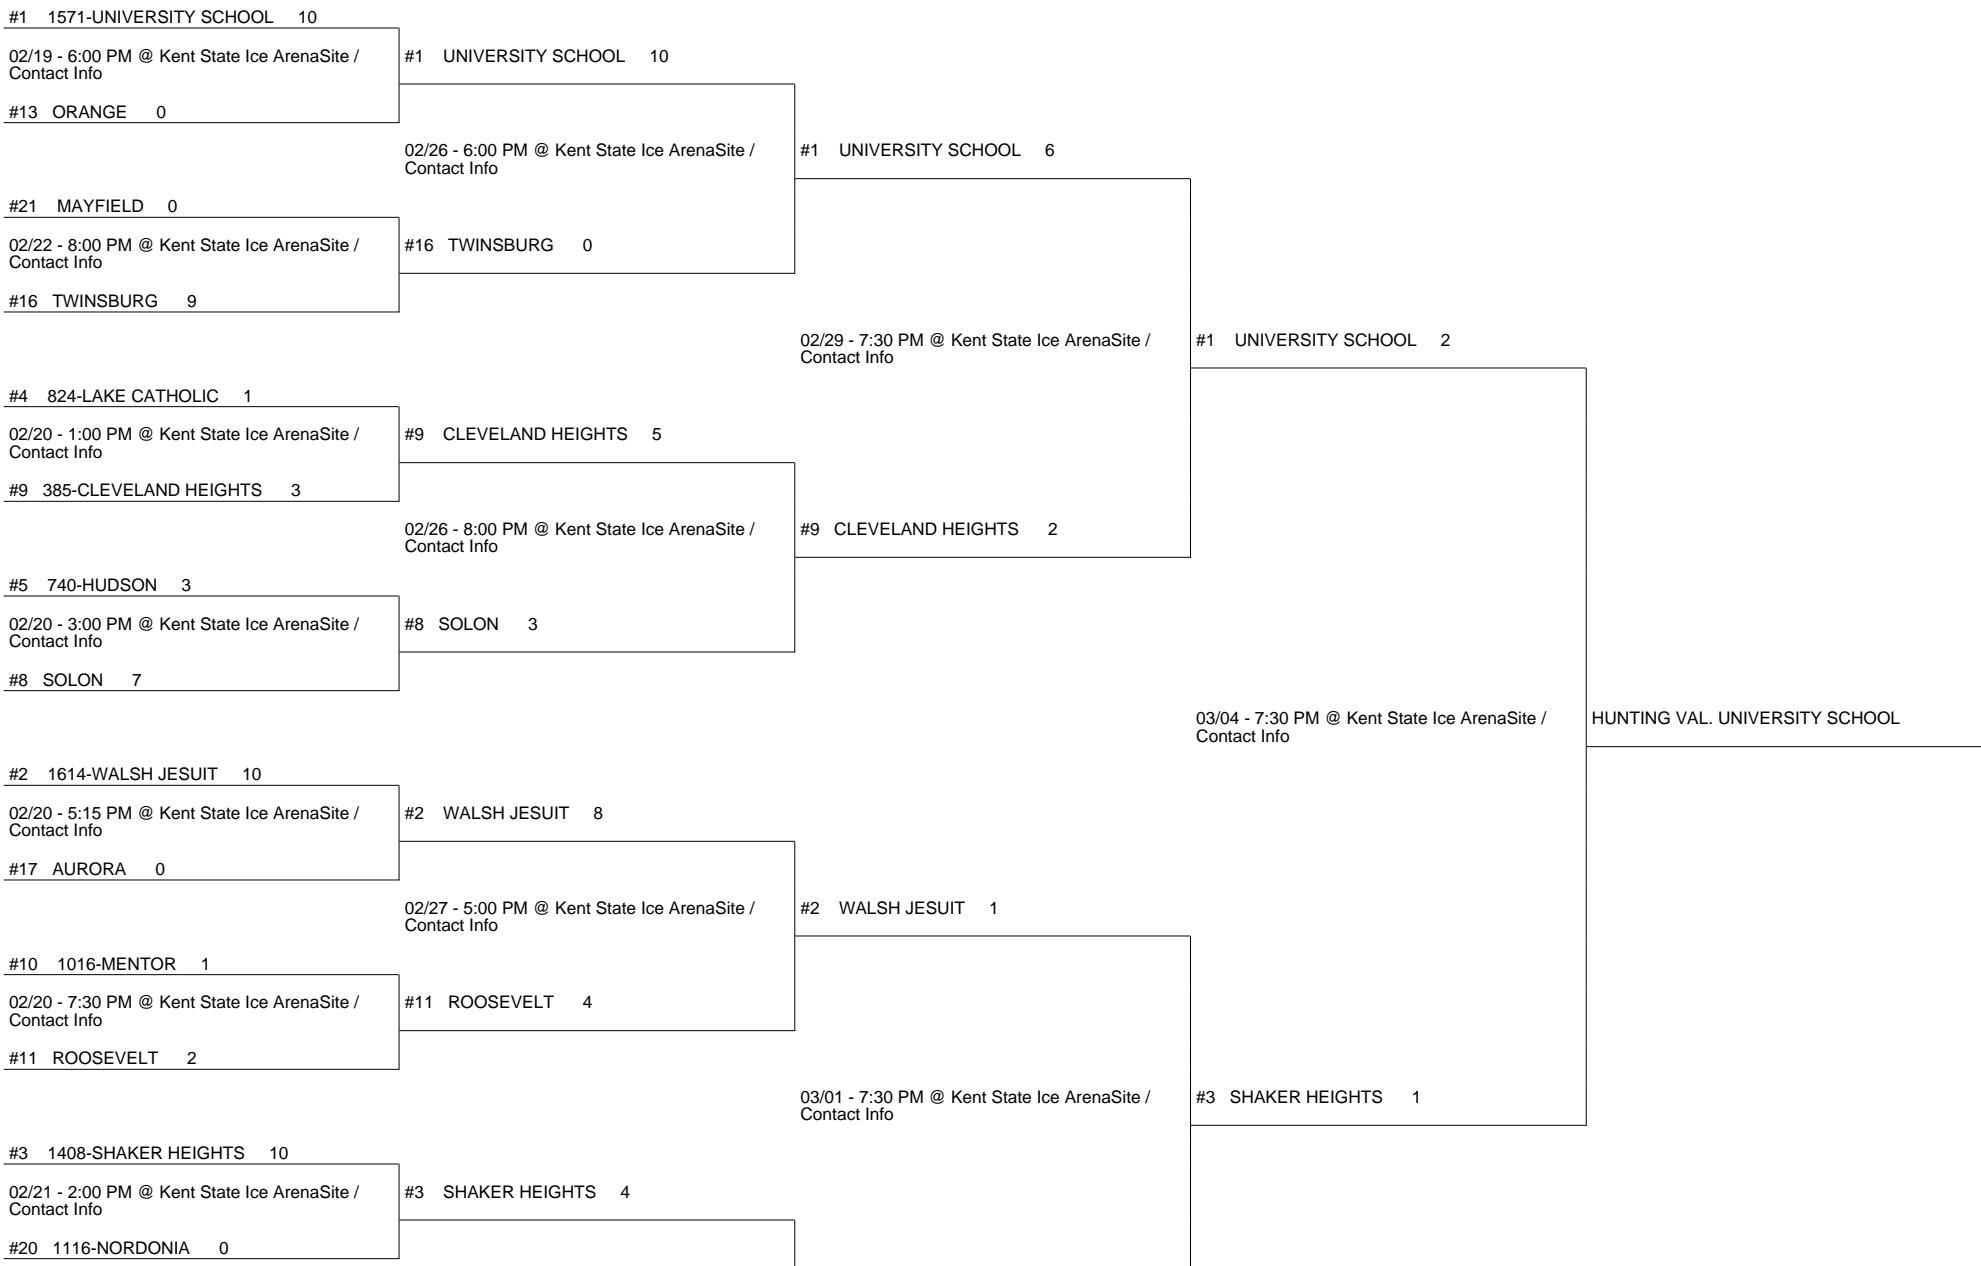 #1 1571-UNIVERSITY SCHOOL 10
02/19 - 6:00 PM @ Kent State Ice ArenaSite /
Contact Info
#13 ORANGE 0
#1 UNIVERSITY SCHOOL 10
02/26 - 6:00 PM @ Kent State Ice ArenaSite /
Contact Info
#1 UNIVERSITY SCHOOL 6
#21 MAYFIELD 0
02/22 - 8:00 PM @ Kent State Ice ArenaSite /
Contact Info
#16 TWINSBURG 9
#16 TWINSBURG 0
02/29 - 7:30 PM @ Kent State Ice ArenaSite /
Contact Info
#1 UNIVERSITY SCHOOL 2
#4 824-LAKE CATHOLIC 1
02/20 - 1:00 PM @ Kent State Ice ArenaSite /
Contact Info
#9 385-CLEVELAND HEIGHTS 3
#9 CLEVELAND HEIGHTS 5
02/26 - 8:00 PM @ Kent State Ice ArenaSite /
Contact Info
#9 CLEVELAND HEIGHTS 2
#5 740-HUDSON 3
02/20 - 3:00 PM @ Kent State Ice ArenaSite /
Contact Info
#8 SOLON 7
#8 SOLON 3
03/04 - 7:30 PM @ Kent State Ice ArenaSite /
Contact Info
HUNTING VAL. UNIVERSITY SCHOOL
#2 1614-WALSH JESUIT 10
02/20 - 5:15 PM @ Kent State Ice ArenaSite /
Contact Info
#17 AURORA 0
#2 WALSH JESUIT 8
02/27 - 5:00 PM @ Kent State Ice ArenaSite /
Contact Info
#2 WALSH JESUIT 1
#10 1016-MENTOR 1
02/20 - 7:30 PM @ Kent State Ice ArenaSite /
Contact Info
#11 ROOSEVELT 2
#11 ROOSEVELT 4
03/01 - 7:30 PM @ Kent State Ice ArenaSite /
Contact Info
#3 SHAKER HEIGHTS 1
#3 1408-SHAKER HEIGHTS 10
02/21 - 2:00 PM @ Kent State Ice ArenaSite /
Contact Info
#20 1116-NORDONIA 0
#3 SHAKER HEIGHTS 4